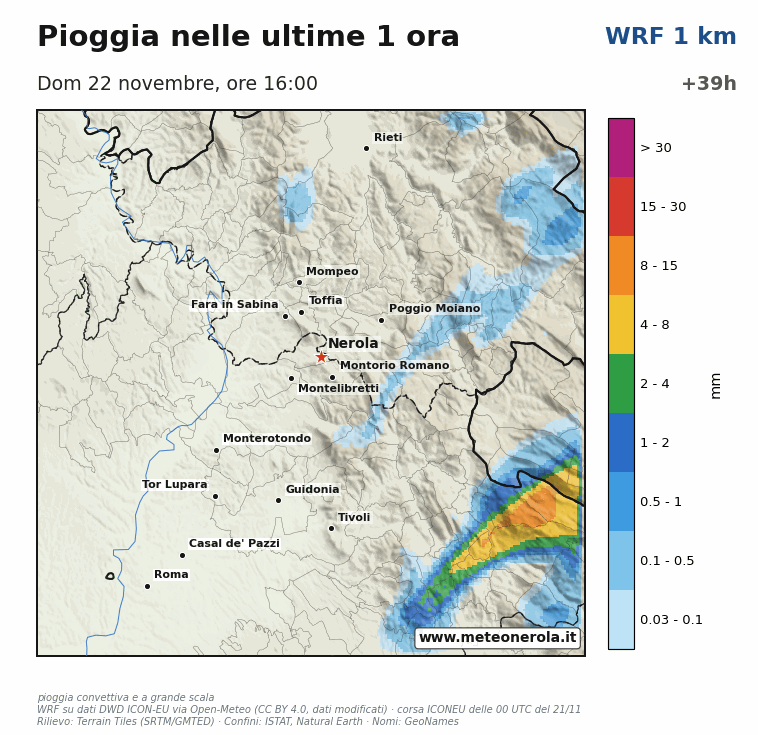 Pioggia nelle ultime 1 ora
WRF 1 km
Dom 22 novembre, ore 16:00
+39h
Rieti
Mompeo
Toffia
Fara in Sabina
Poggio Moiano
Nerola
Montorio Romano
Montelibretti
Monterotondo
Tor Lupara
Guidonia
Tivoli
Casal de' Pazzi
Roma
www.meteonerola.it
> 30
15 - 30
8 - 15
4 - 8
2 - 4
1 - 2
0.5 - 1
0.1 - 0.5
0.03 - 0.1
mm
pioggia convettiva e a grande scala
WRF su dati DWD ICON-EU via Open-Meteo (CC BY 4.0, dati modificati) · corsa ICONEU delle 00 UTC del 21/11
Rilievo: Terrain Tiles (SRTM/GMTED) · Confini: ISTAT, Natural Earth · Nomi: GeoNames